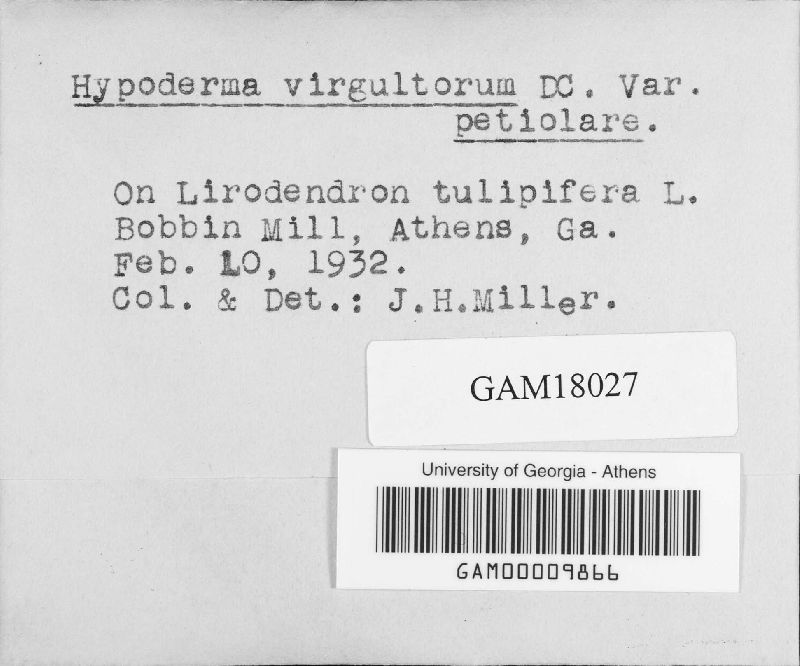 Hypoderma virgultorum DC. Var.
petiolare.
On Lirodendron tulipifera L.
Bobbin Mill, Athens, Ga.
Feb. 10, 1932.
Col. & Det.: J.H.Miller.
GAM18027
University of Georgia - Athens
GAM00009866